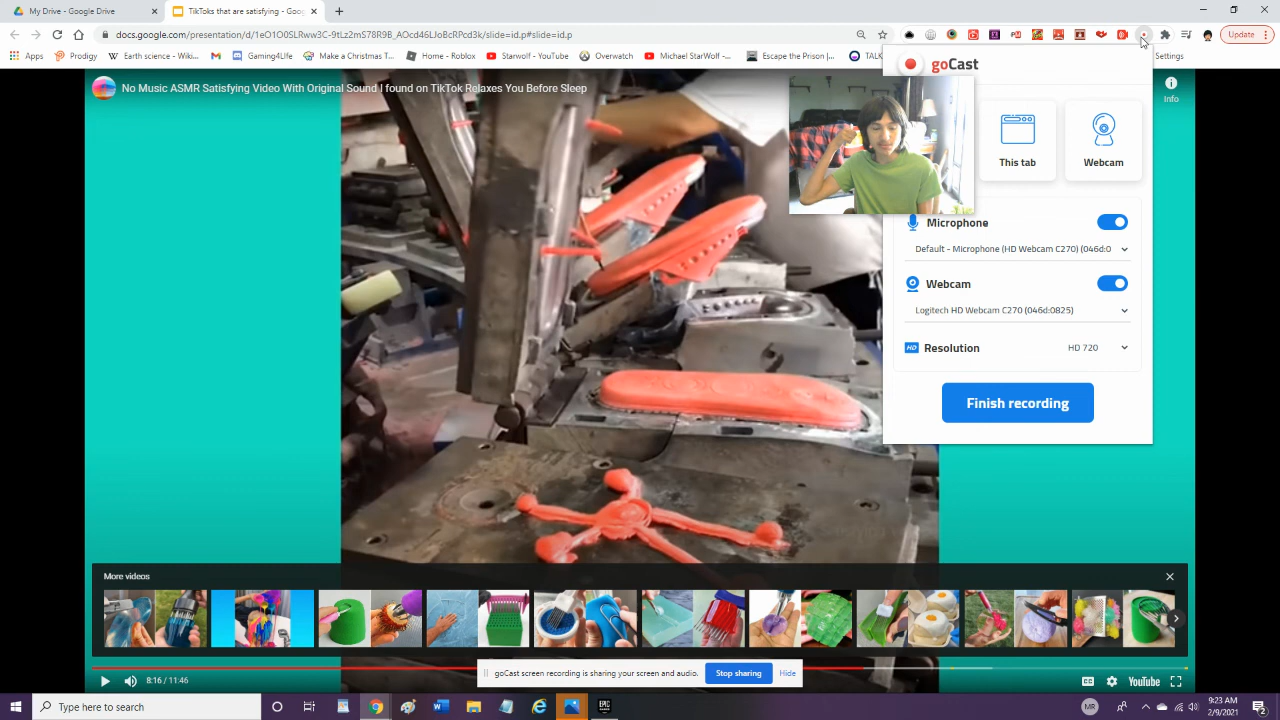 My Drive - Google Drive
TikToks that are satisfying - Goog
docs.google.com/presentation/d/1eO1O0SLRww3C-9tLz2mS78R9B_AOcd46LJoBcRPcd3k/slide=id.p#slide=id.p
Update
Apps
Prodigy
Earth science - Wiki...
M
Gaming4Life
Make a Christmas T...
Home - Roblox
Starwolf - YouTube
Overwatch
Michael StarWolf -...
Escape the Prison |...
TALK
Settings
No Music ASMR Satisfying Video With Original Sound I found on TikTok Relaxes You Before Sleep
Info
goCast
This tab
Webcam
Microphone
Default - Microphone (HD Webcam C270) (046d:0
Webcam
Logitech HD Webcam C270 (046d:0825)
HD
Resolution
HD 720
Finish recording
More videos
goCast screen recording is sharing your screen and audio.
Stop sharing
Hide
8:16 / 11:46
CC
YouTube
Type here to search
EPIC
MR
9:23 AM
2/9/2021
2